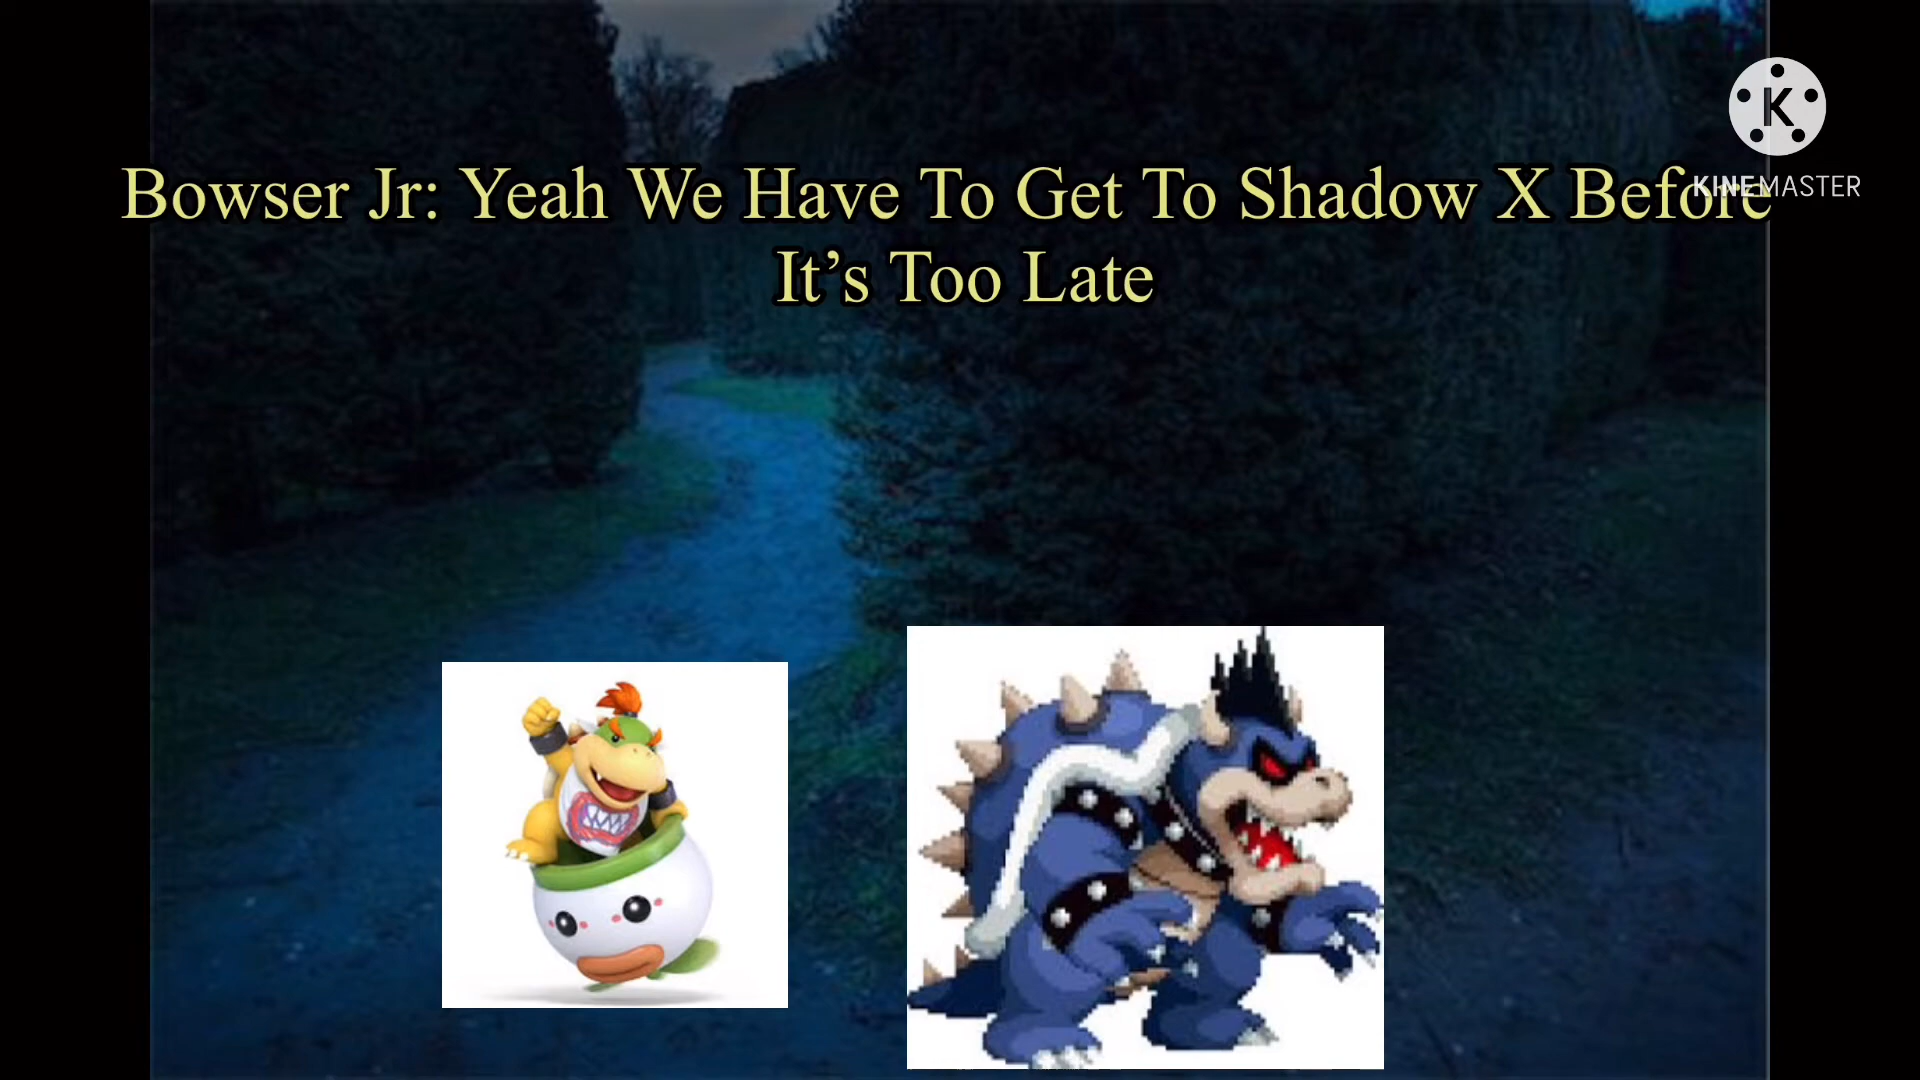 K
Bowser Jr: Yeah We Have To Get To Shadow X Before
KINEMASTER
It’s Too Late